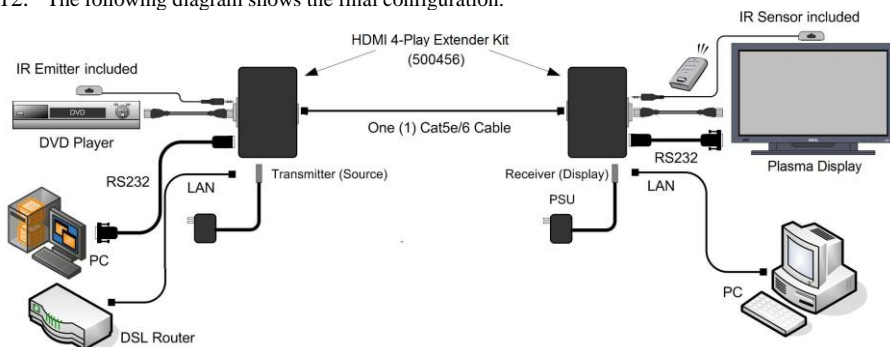 12. The following diagram shows the final configuration:
IR Sensor included
HDMI 4-Play Extender Kit
(500456)
IR Emitter included
DVD
DVD Player
One (1) Cat5e/6 Cable
RS232
Plasma Display
RS232
LAN
Transmitter (Source)
Receiver (Display)
LAN
PSU
PC
PC
DSL Router